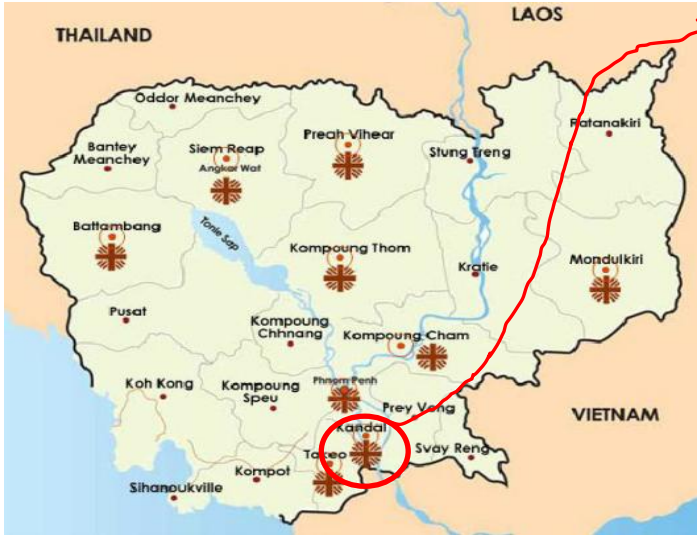 LAOS
THAILAND
Oddor Meanchey
Ratanakiri
Preah Vihear
Bantey
Meanchey
Siem Reap
Angkor Wat
Stung Treng
Battambang
Tonle Sap
Kompoung Thom
Kratie
Mondulkiri
Pusat
Kompoung
Chhnang
Kompoung Cham
Koh Kong
Kompoung
Speu
Phnom Penh
Prey Veng
VIETNAM
Kandal
Takeo
Svay Reng
Kompot
Sihanoukville